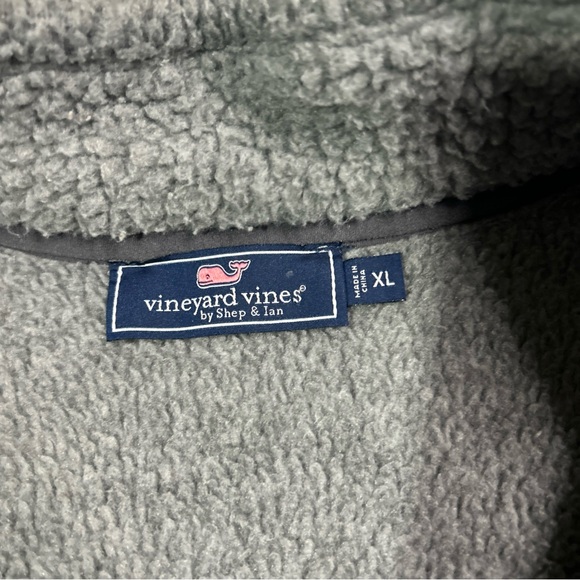 vineyard vines®
by Shep & Ian
MADE IN
CHINA
XL